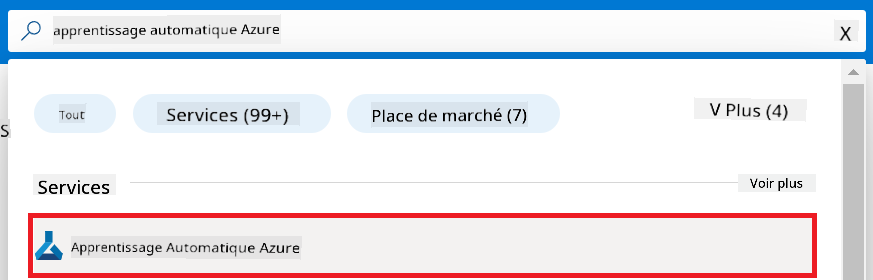 apprentissage automatique Azure X
Tout Services (99+) Place de marché (7) V Plus (4)
S
Services Voir plus
Apprentissage Automatique Azure